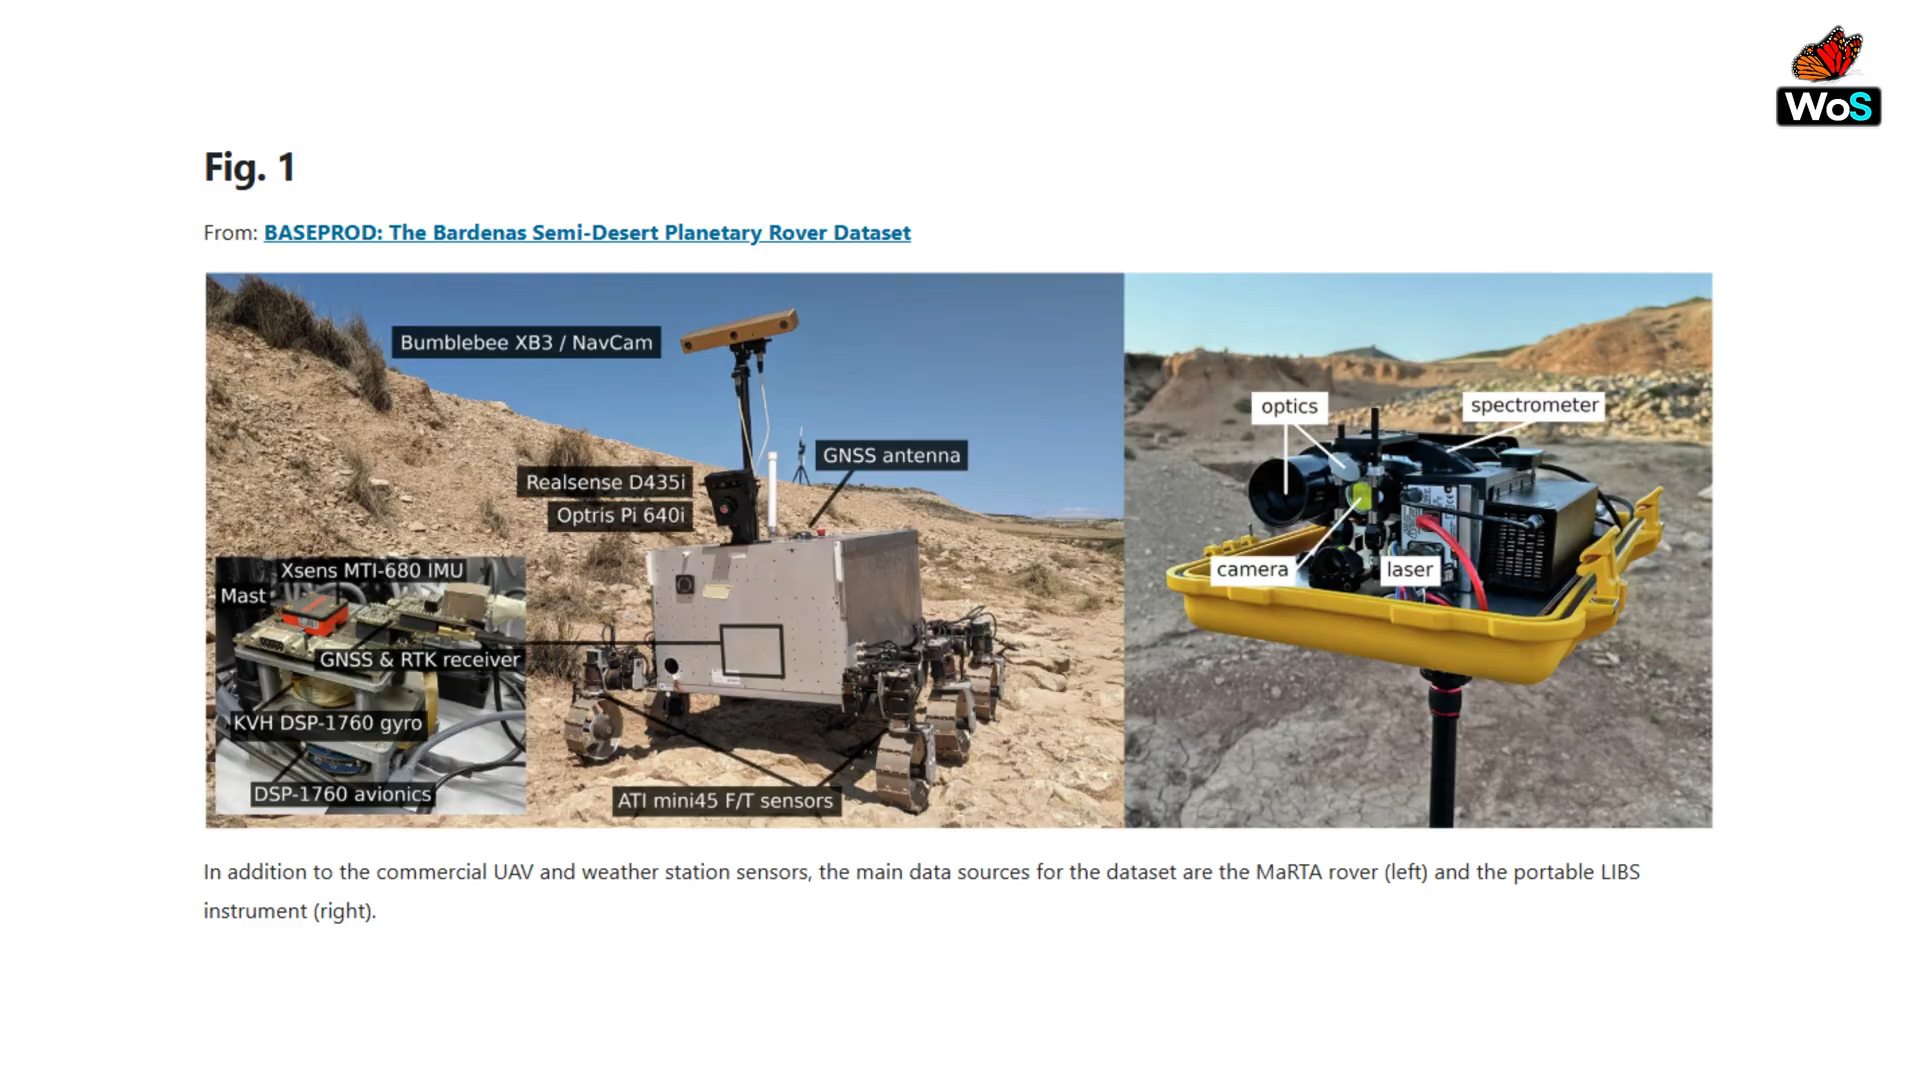 WoS
Fig. 1
From: BASEPROD: The Bardenas Semi-Desert Planetary Rover Dataset
Bumblebee XB3 / NavCam
GNSS antenna
Realsense D435i
Optris Pi 640i
Xsens MTI-680 IMU
Mast
GNSS & RTK receiver
KVH DSP-1760 gyro
DSP-1760 avionics
ATI mini45 F/T sensors
optics
spectrometer
camera
laser
In addition to the commercial UAV and weather station sensors, the main data sources for the dataset are the MaRTA rover (left) and the portable LIBS
instrument (right).